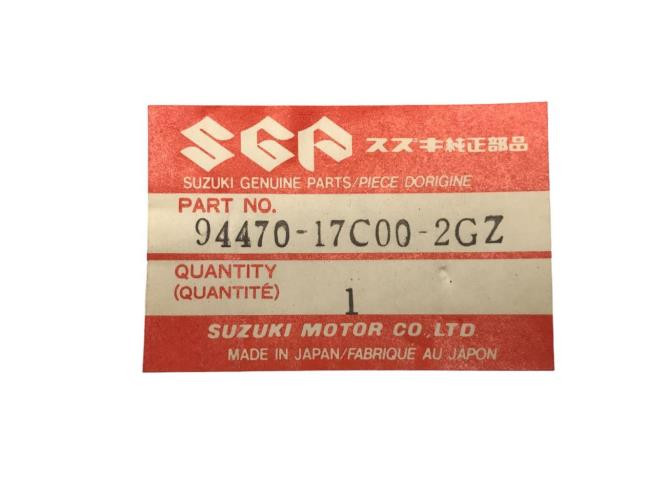 SGP スズキ純正部品
SUZUKI GENUINE PARTS/PIECE DORIGINE
PART NO.
94470-17C00-2GZ
QUANTITY
(QUANTITÉ)
1
SUZUKI MOTOR CO.,LTD.
MADE IN JAPAN/FABRIQUÉ AU JAPON